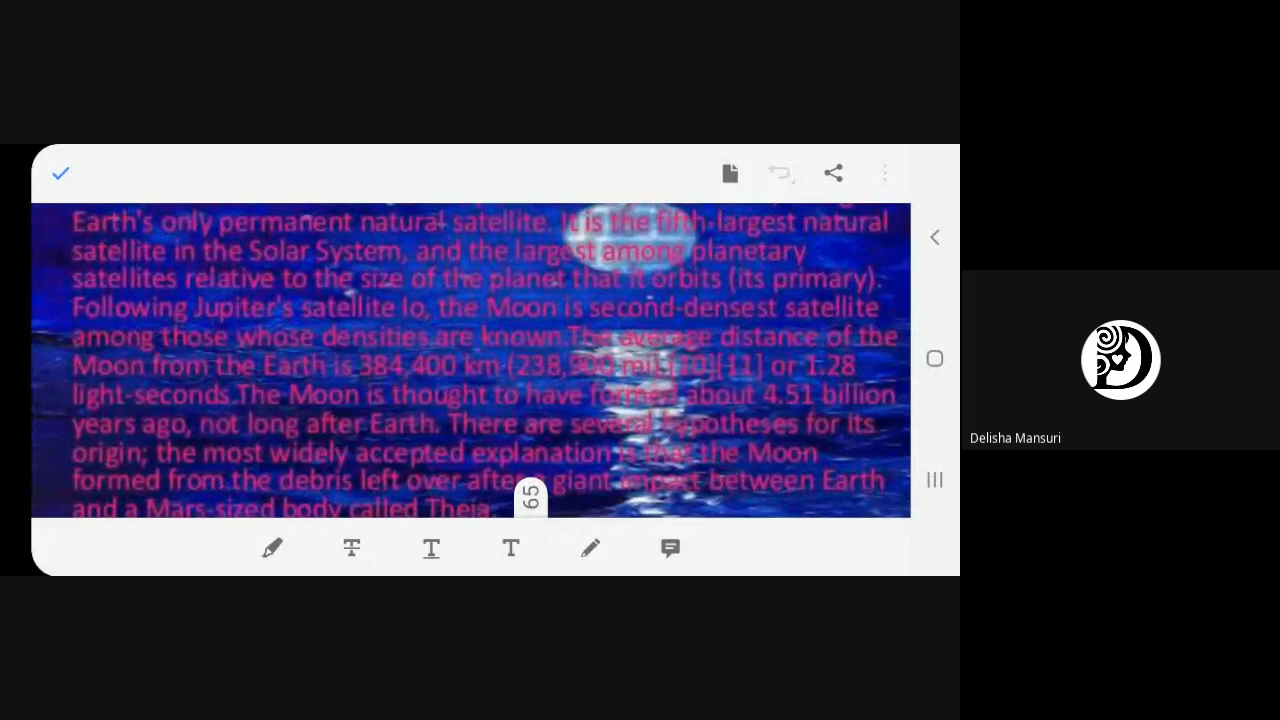 Earth's only permanent natural satellite. It is the fifth-largest natural
satellite in the Solar System, and the largest among planetary
satellites relative to the size of the planet that it orbits (its primary).
Following Jupiter's satellite Io, the Moon is second-densest satellite
among those whose densities are known.The average distance of the
Moon from the Earth is 384,400 km (238,900 mi),[10][11] or 1.28
light-seconds.The Moon is thought to have formed about 4.51 billion
years ago, not long after Earth. There are several hypotheses for its
origin; the most widely accepted explanation is that the Moon
formed from the debris left over after a giant impact between Earth
and a Mars-sized body called Theia.
65
Delisha Mansuri